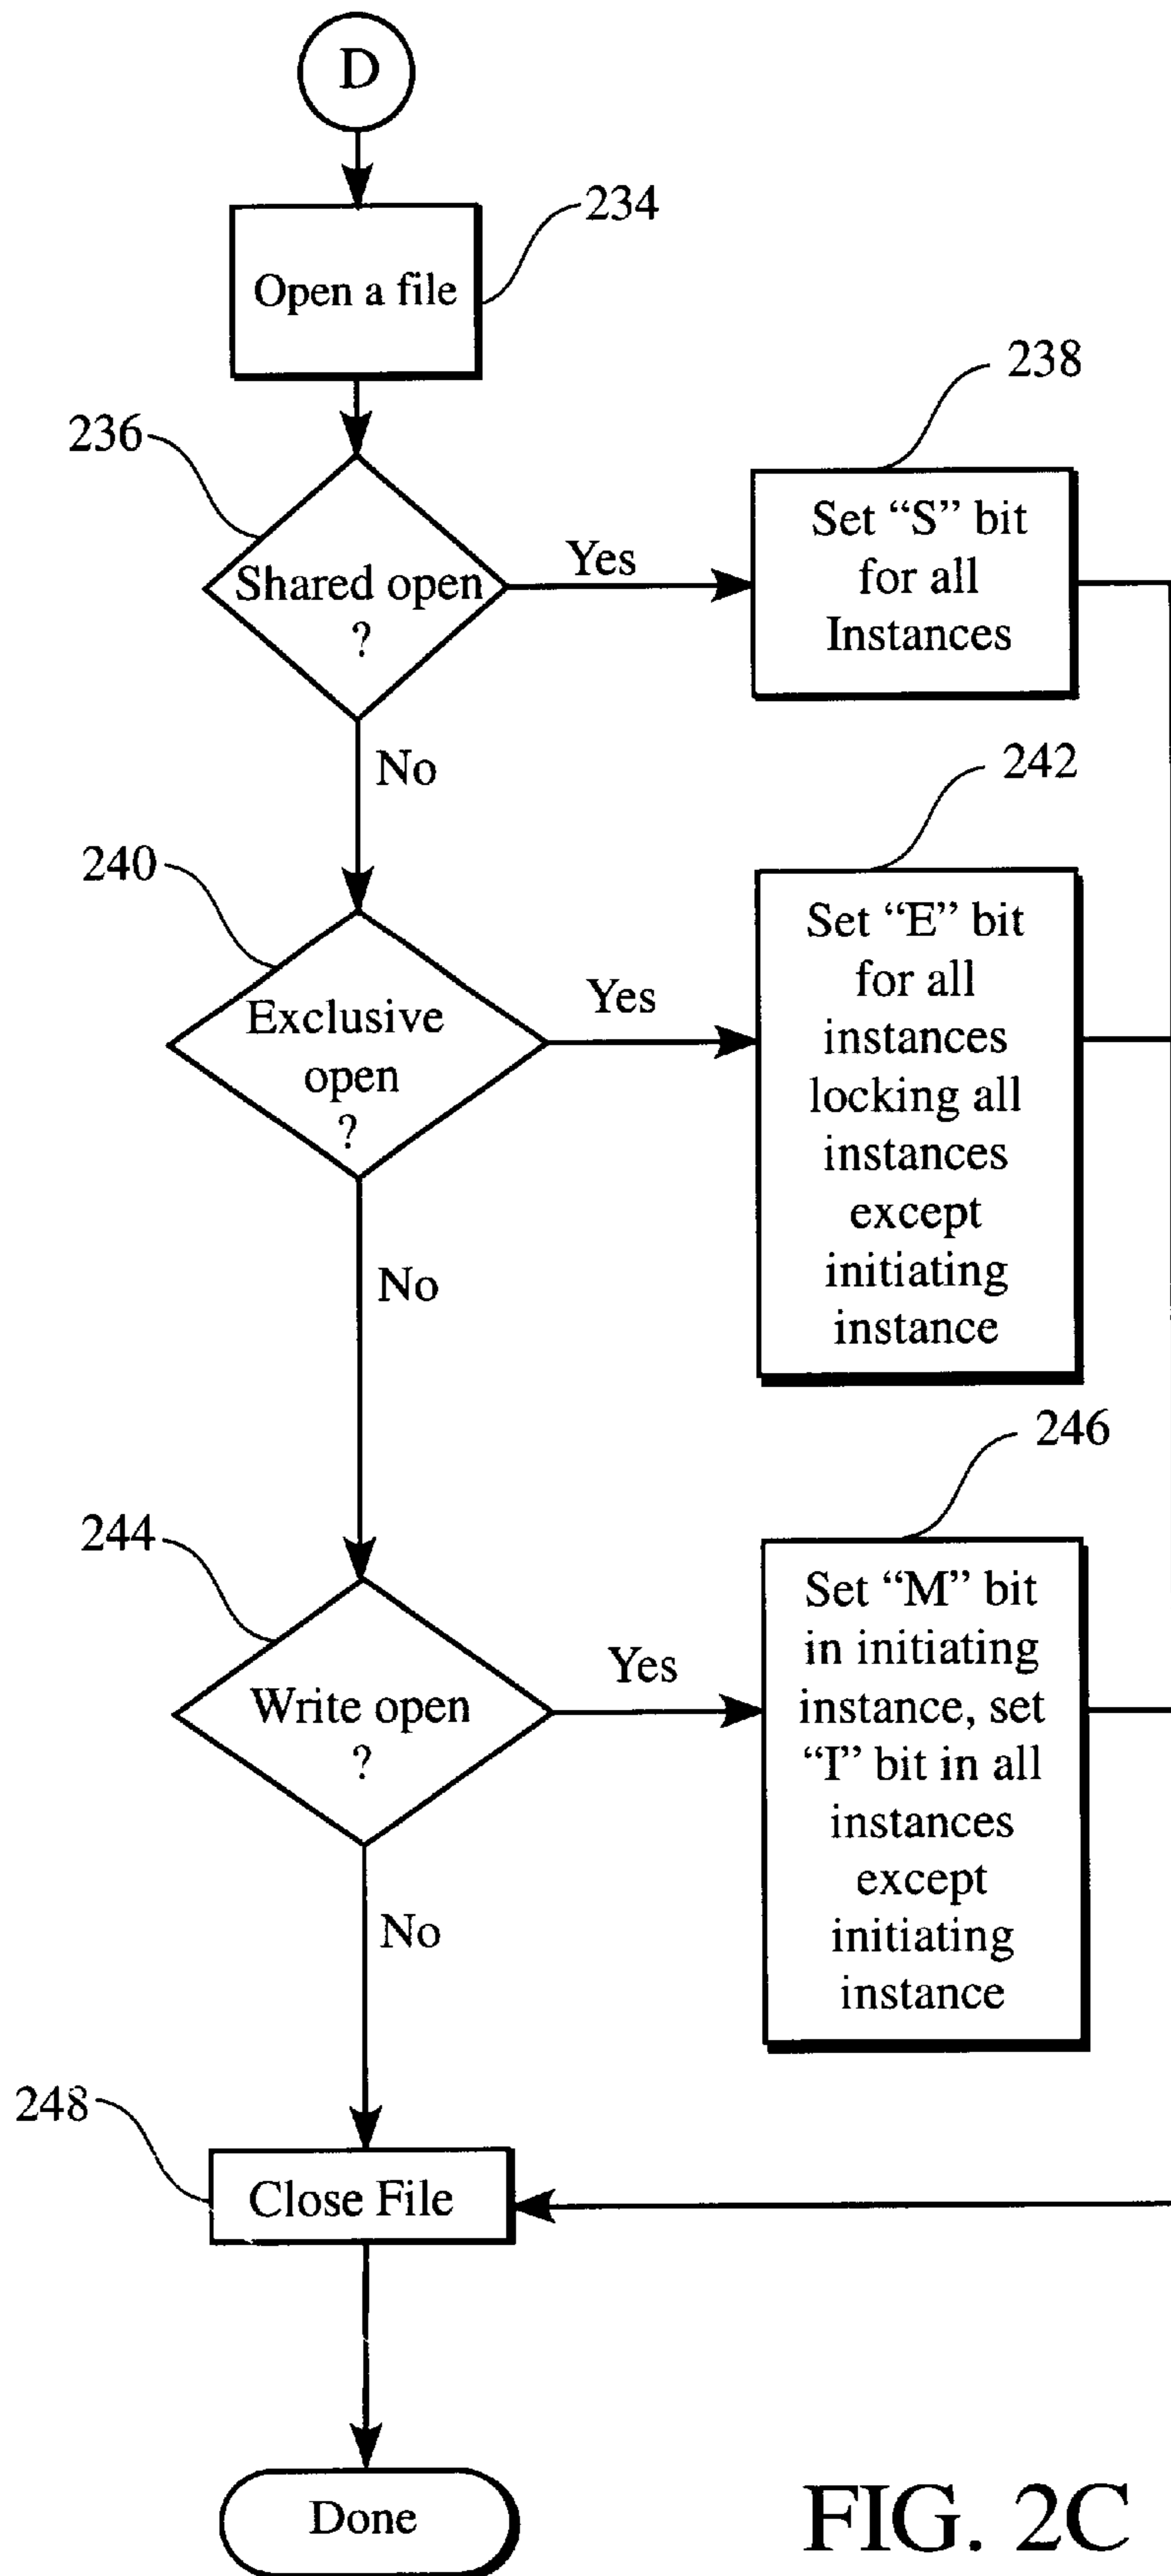 D
234
Open a file
238
236
Set “S” bit
for all
Instances
Yes
Shared open
?
No
242
240
Set “E” bit
for all
instances
locking all
instances
except
initiating
instance
Yes
Exclusive
open
?
No
246
244
Set “M” bit
in initiating
instance, set
“I” bit in all
instances
except
initiating
instance
Yes
Write open
?
No
248
Close File
Done
FIG. 2C